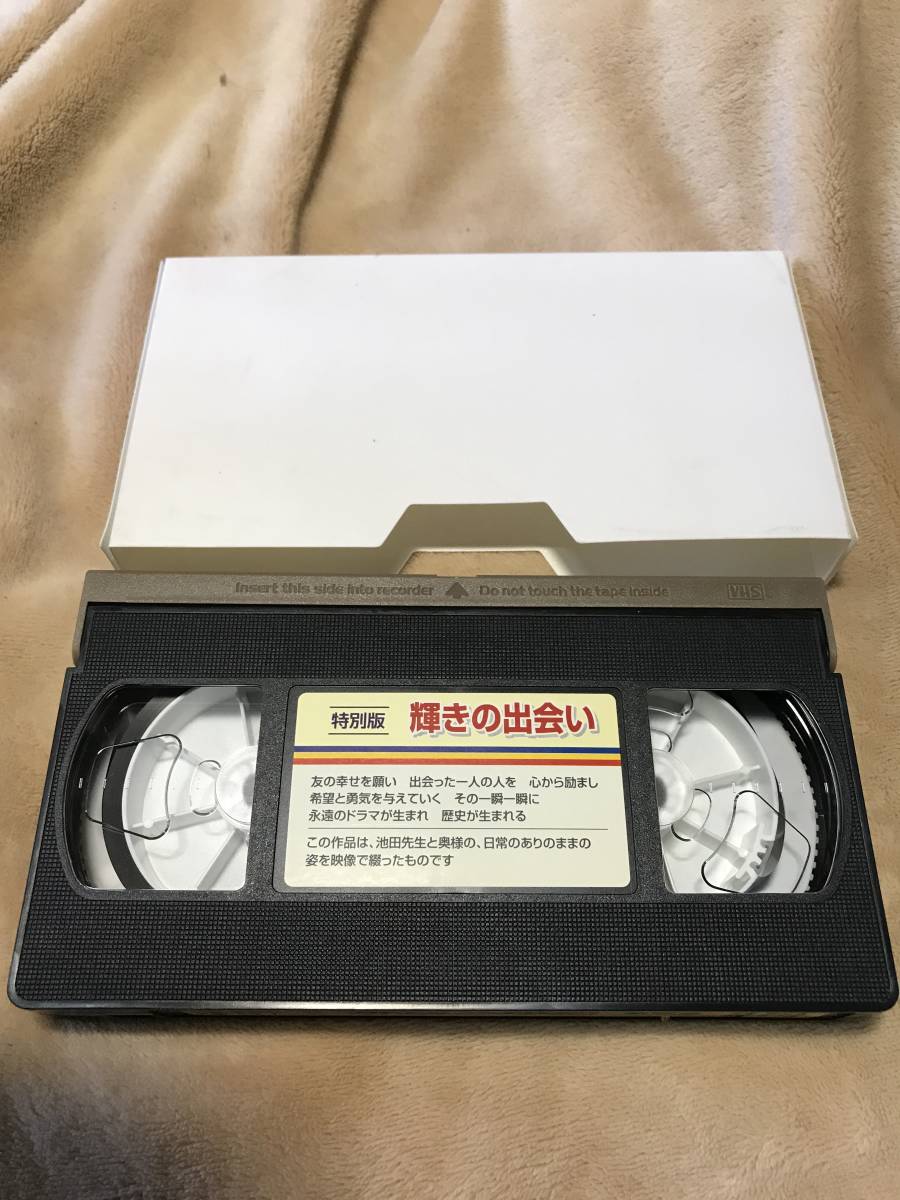 Insert this side into recorder Do not touch the tape inside VHS
特別版 輝きの出会い
友の幸せを願い 出会った一人の人を 心から励まし
希望と勇気を与えていく その一瞬一瞬に
永遠のドラマが生まれ 歴史が生まれる
この作品は、池田先生と奥様の、日常のありのままの
姿を映像で綴ったものです